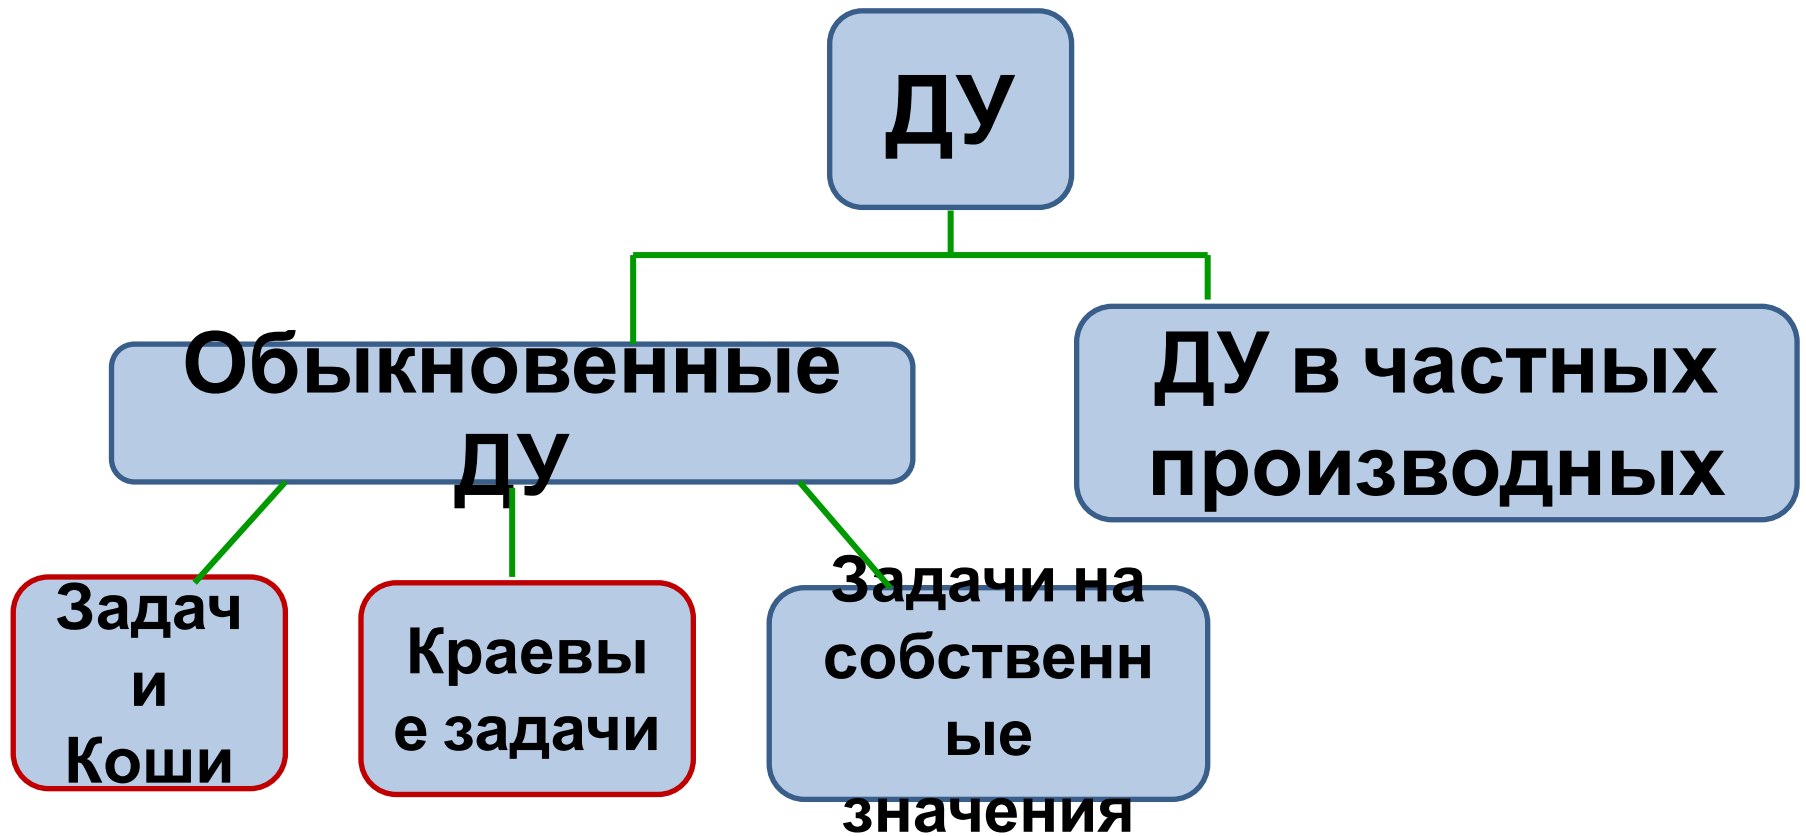 ДУ
Обыкновенные
ДУ
ДУ в частных
производных
Задач
и
Коши
Краевы
е задачи
Задачи на
собственн
ые
значения